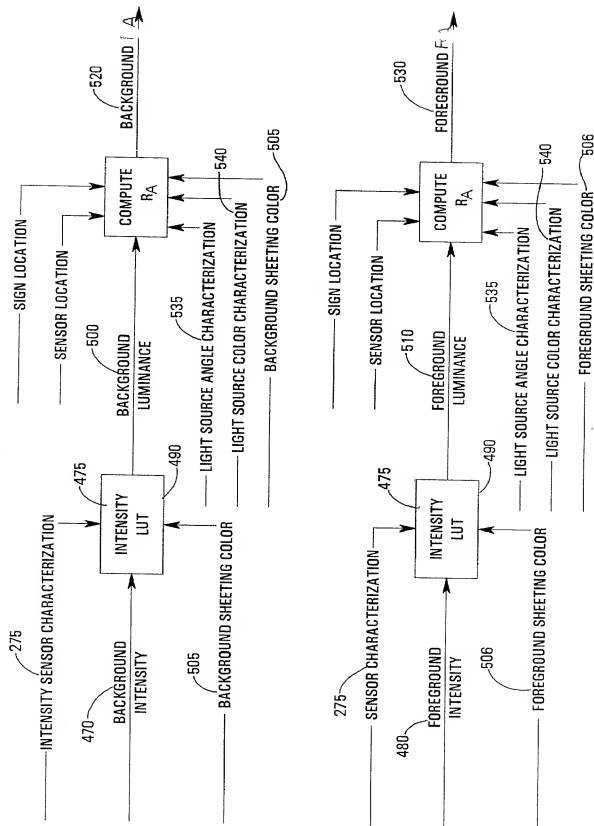 275
INTENSITY SENSOR CHARACTERIZATION
470
BACKGROUND
INTENSITY
505
BACKGROUND SHEETING COLOR
475
INTENSITY
LUT
490
500
BACKGROUND
LUMINANCE
SIGN LOCATION
SENSOR LOCATION
535
LIGHT SOURCE ANGLE CHARACTERIZATION
540
LIGHT SOURCE COLOR CHARACTERIZATION
505
BACKGROUND SHEETING COLOR
COMPUTE
RA
520
BACKGROUND
275
SENSOR CHARACTERIZATION
480
FOREGROUND
INTENSITY
506
FOREGROUND SHEETING COLOR
475
INTENSITY
LUT
490
510
FOREGROUND
LUMINANCE
SIGN LOCATION
SENSOR LOCATION
535
LIGHT SOURCE ANGLE CHARACTERIZATION
540
LIGHT SOURCE COLOR CHARACTERIZATION
506
FOREGROUND SHEETING COLOR
COMPUTE
RA
530
FOREGROUND